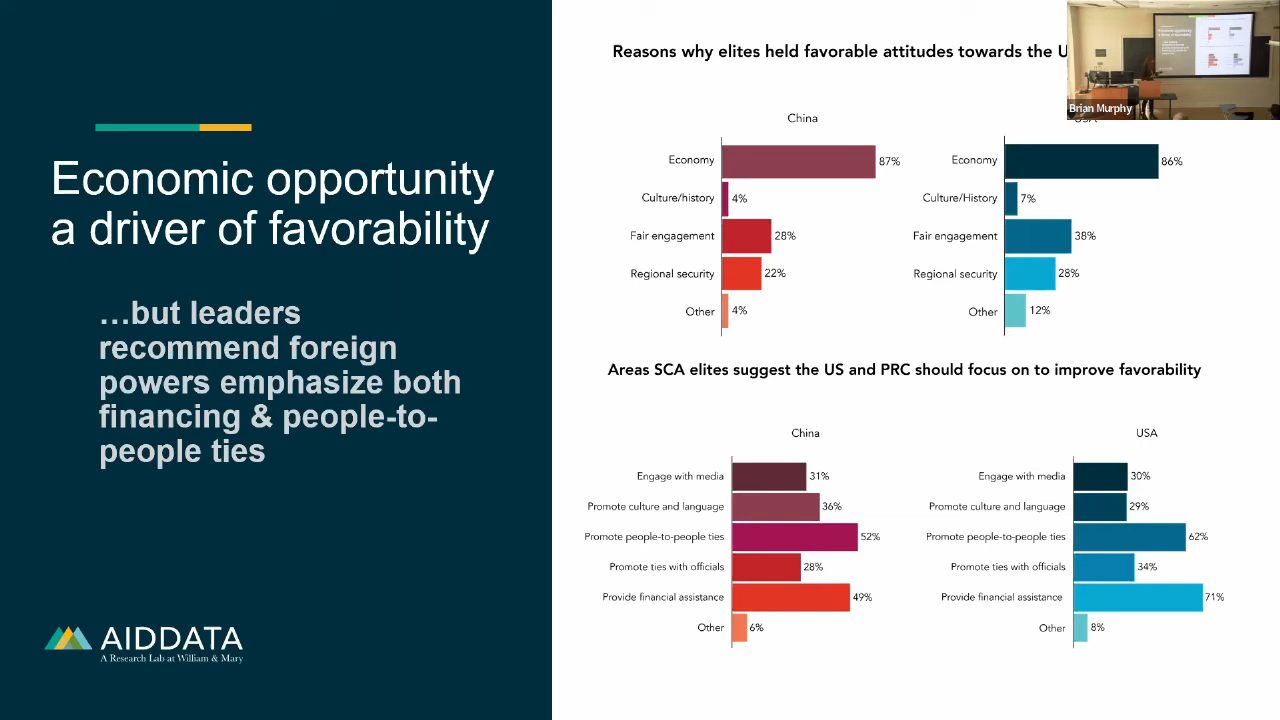 Economic opportunity
a driver of favorability
…but leaders
recommend foreign
powers emphasize both
financing & people-to-
people ties
AIDDATA
A Research Lab at William & Mary
Reasons why elites held favorable attitudes towards the U
China
Economy 87%
Culture/history 4%
Fair engagement 28%
Regional security 22%
Other 4%
Economy 86%
Culture/History 7%
Fair engagement 38%
Regional security 28%
Other 12%
Areas SCA elites suggest the US and PRC should focus on to improve favorability
China
Engage with media 31%
Promote culture and language 36%
Promote people-to-people ties 52%
Promote ties with officials 28%
Provide financial assistance 49%
Other 6%
USA
Engage with media 30%
Promote culture and language 29%
Promote people-to-people ties 62%
Promote ties with officials 34%
Provide financial assistance 71%
Other 8%
Brian Murphy